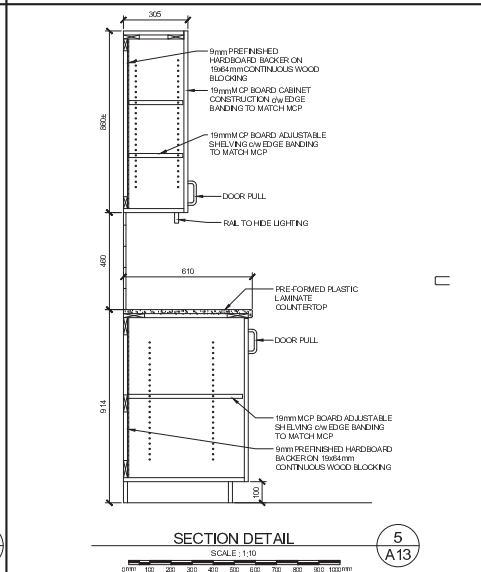 305
9mm PREFINISHED
HARDBOARD BACKER ON
19x64mm CONTINUOUS WOOD
BLOCKING
19mm MCP BOARD CABINET
CONSTRUCTION c/w EDGE
BANDING TO MATCH MCP
860±
19mm MCP BOARD ADJUSTABLE
SHELVING c/w EDGE BANDING
TO MATCH MCP
DOOR PULL
RAIL TO HIDE LIGHTING
460
610
PRE-FORMED PLASTIC
LAMINATE
COUNTERTOP
DOOR PULL
914
19mm MCP BOARD ADJUSTABLE
SHELVING c/w EDGE BANDING
TO MATCH MCP
9mm PREFINISHED HARDBOARD
BACKER ON 19x64mm
CONTINUOUS WOOD BLOCKING
100
SECTION DETAIL
5
A13
SCALE : 1:10
0mm 100 200 300 400 500 600 700 800 900 1000mm